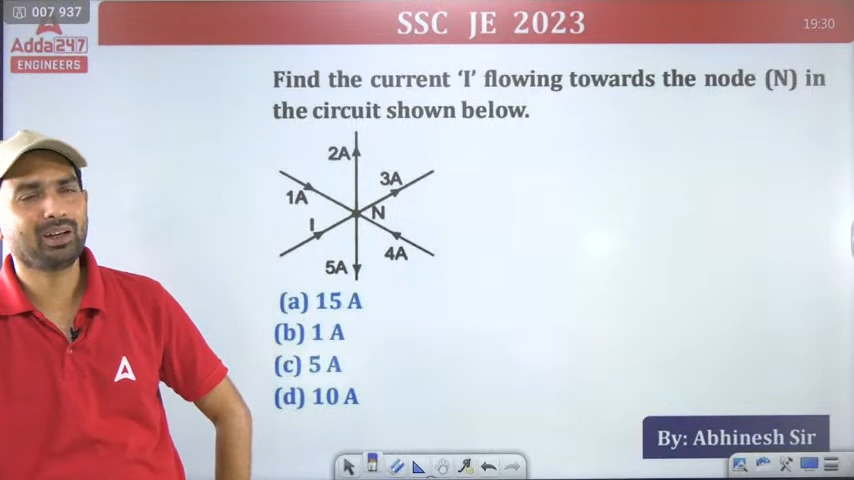 007 937
SSC JE 2023
19:30
Adda247
ENGINEERS
Find the current ‘I’ flowing towards the node (N) in
the circuit shown below.
2A
3A
1A
N
I
4A
5A
(a) 15 A
(b) 1 A
(c) 5 A
(d) 10 A
By: Abhinesh Sir